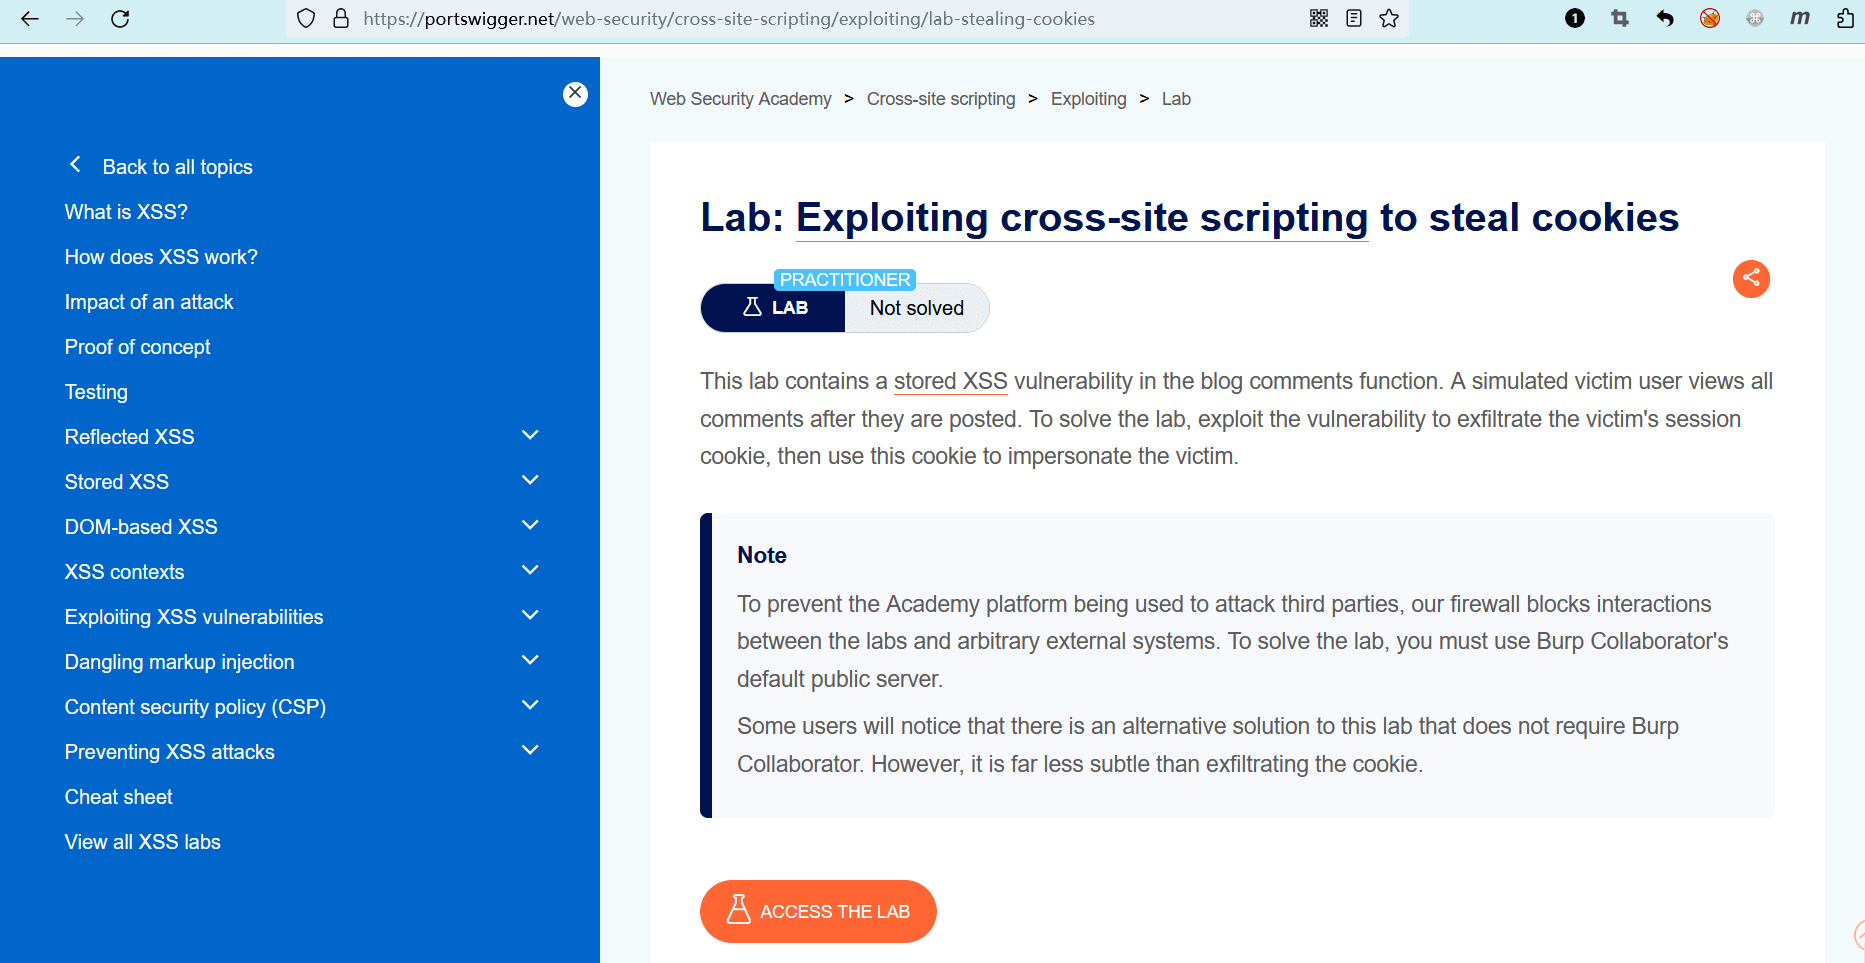 https://portswigger.net/web-security/cross-site-scripting/exploiting/lab-stealing-cookies
1
m
Back to all topics
What is XSS?
How does XSS work?
Impact of an attack
Proof of concept
Testing
Reflected XSS
Stored XSS
DOM-based XSS
XSS contexts
Exploiting XSS vulnerabilities
Dangling markup injection
Content security policy (CSP)
Preventing XSS attacks
Cheat sheet
View all XSS labs
Web Security Academy > Cross-site scripting > Exploiting > Lab
Lab: Exploiting cross-site scripting to steal cookies
PRACTITIONER
LAB Not solved
This lab contains a stored XSS vulnerability in the blog comments function. A simulated victim user views all
comments after they are posted. To solve the lab, exploit the vulnerability to exfiltrate the victim's session
cookie, then use this cookie to impersonate the victim.
Note
To prevent the Academy platform being used to attack third parties, our firewall blocks interactions
between the labs and arbitrary external systems. To solve the lab, you must use Burp Collaborator's
default public server.
Some users will notice that there is an alternative solution to this lab that does not require Burp
Collaborator. However, it is far less subtle than exfiltrating the cookie.
ACCESS THE LAB